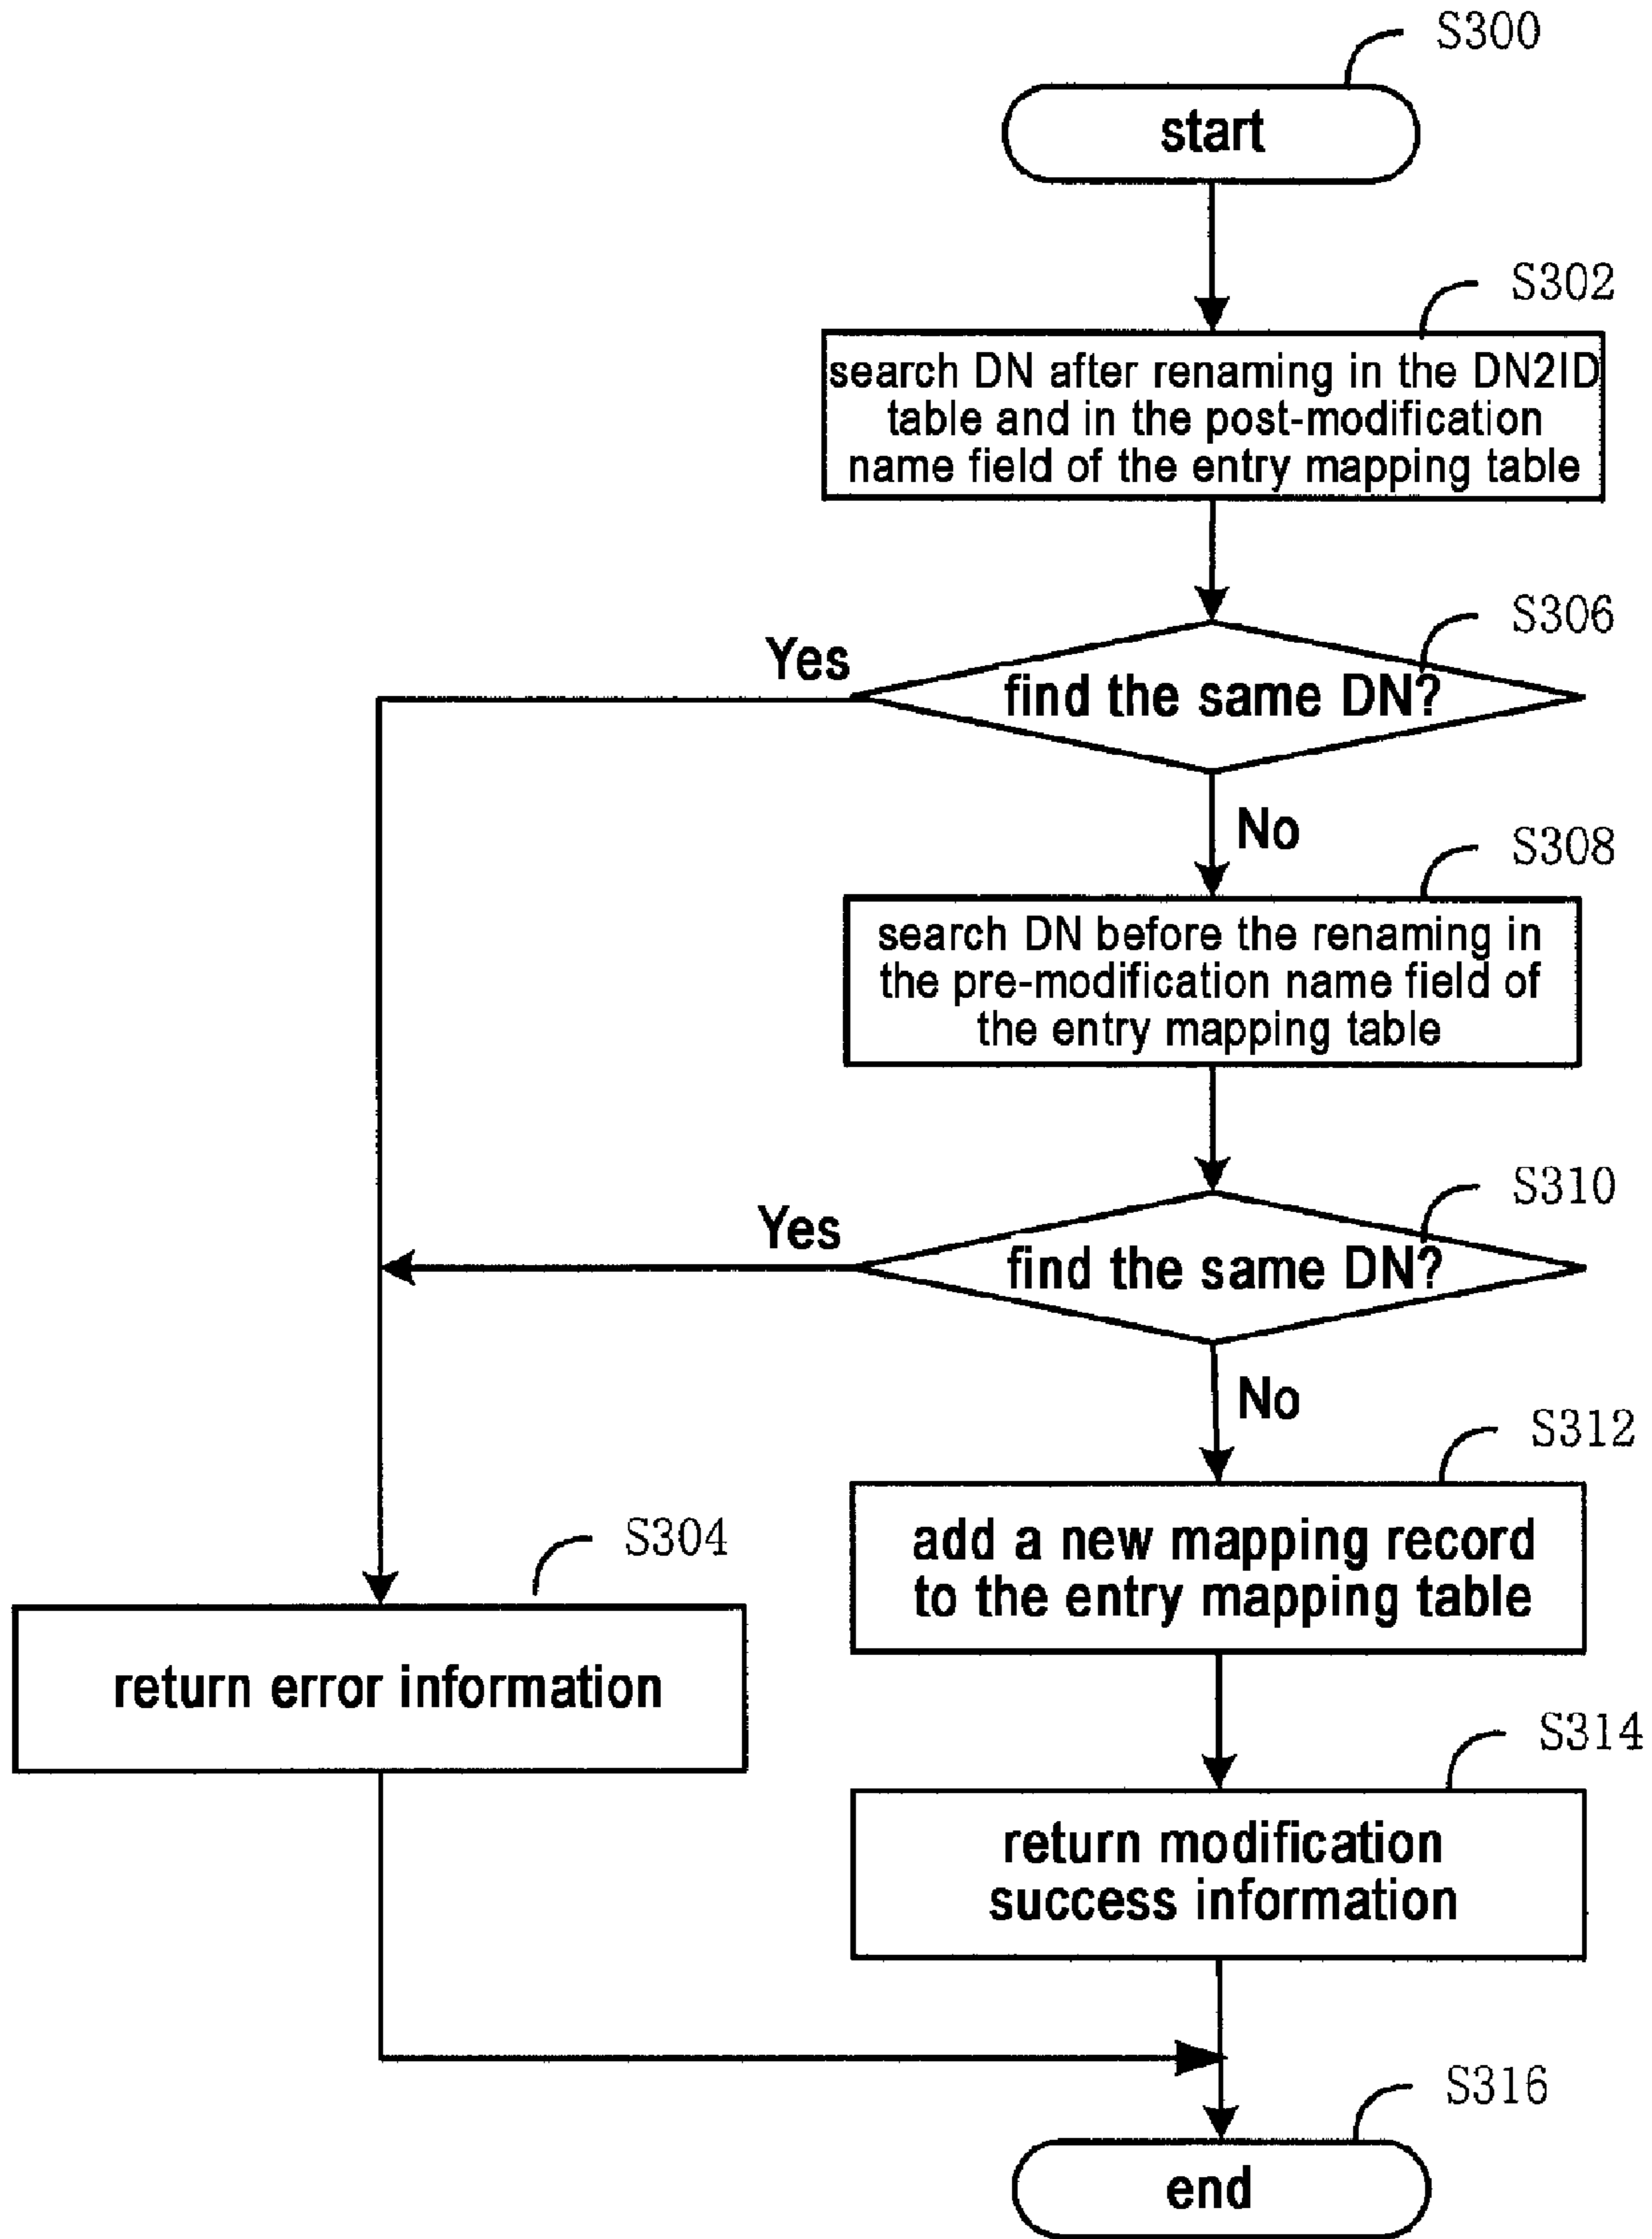 S300
start
S302
search DN after renaming in the DN2ID
table and in the post-modification
name field of the entry mapping table
S306
Yes
find the same DN?
No
S308
search DN before the renaming in
the pre-modification name field of
the entry mapping table
S310
Yes
find the same DN?
No
S312
add a new mapping record
to the entry mapping table
S304
return error information
S314
return modification
success information
S316
end